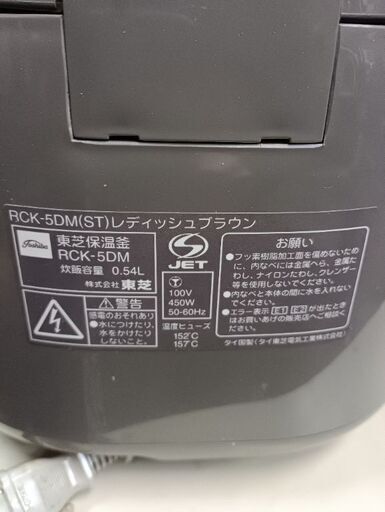 RCK-5DM(ST)レディッシュブラウン
Toshiba
東芝保温釜
RCK-5DM
炊飯容量 0.54L
株式会社 東芝
⚠警告
感電のおそれあり
●水につけたり、
水をかけたり
しないこと。
JET
100V
450W
50-60Hz
温度ヒューズ
152℃
157℃
お願い
●フッ素樹脂加工面を傷めないため
に、内なべには金属へら、金属た
わし、ナイロンたわし、クレンザー
等を使用しないでください。
●内なべと本体の間に水を入れない
でください。
●エラー表示 E1 E2 が出たとき
はお買いあげの販売店に
ご相談ください。
タイ国製(タイ東芝電気工業株式会社)